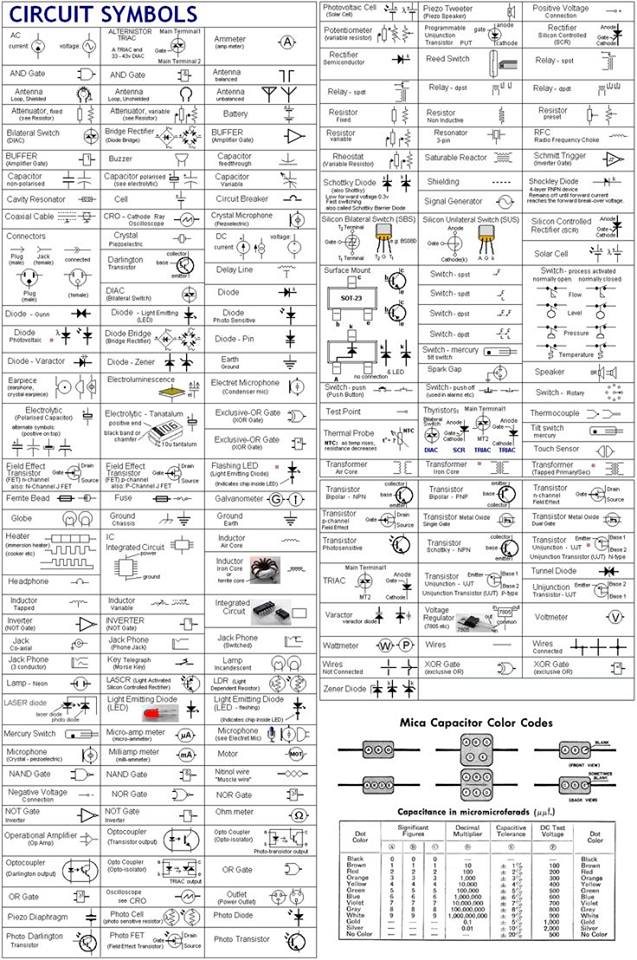 CIRCUIT SYMBOLS
AC
current
voltage:
ALTERNISTOR
TRIAC
A TRIAC and
33 - 43v DIAC
Main Terminal1
gate
Main Terminal 2
Ammeter
(amp meter)
AND Gate
AND Gate
Antenna
balanced
Antenna
Loop, Shielded
Antenna
Loop, Unshielded
Antenna
unbalanced
Attenuator, fixed
(see Resistor)
Attenuator, variable
(see Resistor)
Battery
Bilateral Switch
(DIAC)
Bridge Rectifier
(Diode Bridge)
BUFFER
(Amplifier Gate)
BUFFER
(Amplifier Gate)
Buzzer
Capacitor
feedthrough
Capacitor
non-polarised
Capacitor polarised
(see electrolytic)
Capacitor
Variable
Cavity Resonator
Cell
Circuit Breaker
Coaxial Cable
CRO - Cathode Ray
Oscilloscope
Crystal Microphone
(Piezoelectric)
Connectors
Plug
(male)
Jack
(female)
connected
Plug
(male)
(female)
Crystal
Piezoelectric
DC
current
voltage:
Darlington
Transistor
collector
base
emitter
Delay Line
DIAC
(Bilateral Switch)
Diode
Diode - Gunn
Diode - Light Emitting
(LED)
Diode
Photo Sensitive
Diode
Photovoltaic
Diode Bridge
(Bridge Rectifier)
Diode - Pin
Diode - Varactor
Diode - Zener
Earth
Ground
Earpiece
(earphone,
crystal earpiece)
Electroluminescence
Electret Microphone
(Condenser mic)
Electrolytic
(Polarised Capacitor)
alternate symbols:
(positive on top)
Electrolytic - Tanatalum
positive end
black band or
chamfer
10u tantalum
Exclusive-OR Gate
(XOR Gate)
Exclusive-OR Gate
(XOR Gate)
Field Effect
Transistor
(FET) n-channel
also: N-Channel J FET
Gate
Drain
Source
Field Effect
Transistor
(FET) p-channel
also: P-Channel J FET
Gate
Drain
Source
Flashing LED
(Light Emitting Diode)
(Indicates chip inside LED)
Ferrite Bead
Fuse
Galvanometer
G
I
Globe
Ground
Chassis
Ground
Earth
Heater
(immersion heater)
(cooker etc)
IC
Integrated Circuit
power
ground
Inductor
Air Core
Inductor
Iron Core
or
ferrite core
Headphone
Inductor
Tapped
Inductor
Variable
Integrated
Circuit
Inverter
(NOT Gate)
INVERTER
(NOT Gate)
Jack
Co-axial
Jack Phone
(Phone Jack)
Jack Phone
(Switched)
Jack Phone
(3 conductor)
Key Telegraph
(Morse Key)
Lamp
Incandescent
Lamp - Neon
LASCR (Light Activated
Silicon Controlled Rectifier)
LDR (Light
Dependent Resistor)
LASER diode
laser diode
photo diode
Light Emitting Diode
(LED)
Light Emitting Diode
(LED - flashing)
(Indicates chip inside LED)
Mercury Switch
Micro-amp meter
(micro-ammeter)
µA
Microphone
(see Electret Mic)
Microphone
(Crystal - piezoelectric)
Milliamp meter
(milli-ammeter)
mA
Motor
MOT
NAND Gate
NAND Gate
Nitinol wire
"Muscle wire"
Negative Voltage
Connection
NOR Gate
NOR Gate
NOT Gate
Inverter
NOT Gate
Inverter
Ohm meter
Ω
Operational Amplifier
(Op Amp)
Optocoupler
(Transistor output)
Opto Coupler
(Opto-isolator)
Photo-transistor output
Optocoupler
(Darlington output)
Opto Coupler
(Opto-isolator)
TRIAC output
OR Gate
OR Gate
Oscilloscope
see CRO
Outlet
(Power Outlet)
Piezo Diaphragm
Photo Cell
(photo sensitive resistor)
Photo Diode
Photo Darlington
Transistor
Photo FET
(Field Effect Transistor)
Gate
Drain
Source
Photo Transistor
Photovoltaic Cell
(Solar Cell)
Piezo Tweeter
(Piezo Speaker)
Positive Voltage
Connection
Potentiometer
(variable resistor)
Programmable
Unijunction
Transistor PUT
Anode
gate
cathode
Rectifier
Silicon Controlled
(SCR)
Anode
Gate
Cathode
Rectifier
Semiconductor
Reed Switch
Relay - spst
Relay - spdt
Relay - dpst
Relay - dpdt
Resistor
Fixed
Resistor
Non Inductive
Resistor
preset
Resistor
variable
Resonator
3-pin
RFC
Radio Frequency Choke
Rheostat
(Variable Resistor)
Saturable Reactor
Schmitt Trigger
(Inverter Gate)
Schottky Diode
(also Shottky)
Low forward voltage 0.3v
Fast switching
also called Schottky Barrier Diode
Shielding
Signal Generator
Shockley Diode
4-layer PNPN device
Remains off until forward current
reaches the forward break-over voltage.
Silicon Bilateral Switch (SBS)
T2 Terminal
Gate
T1 Terminal
T2 G T1
BS08D
Silicon Unilateral Switch (SUS)
Anode
Gate
Cathode(k)
A G k
Silicon Controlled
Rectifier (SCR)
Anode
Gate
Cathode
Solar Cell
Surface Mount
SOT-23
c
b
e
k
a
no connection
LED
Switch - spst
Switch - spdt
Switch - dpst
Switch - dpdt
Switch - mercury
tilt switch
Spark Gap
Switch - process activated
normally open normally closed
Flow
Level
Pressure
Temperature
Speaker
Switch - push
(Push Button)
Switch - push off
(used in alarms etc)
Switch - Rotary
Test Point
Thyristors:
Bilateral
Switch
Main Terminal1
Anode
Gate
Cathode
MT2
DIAC SCR TRIAC TRIAC
Thermocouple
Thermal Probe
NTC: as temp rises,
resistance decreases
NTC
Tilt switch
mercury
Touch Sensor
Transformer
Air Core
Transformer
Iron Core
Transformer
(Tapped Primary/Sec)
Transistor
Bipolar - NPN
collector
base
emitter
Transistor
Bipolar - PNP
collector
base
emitter
Transistor
n-channel
Field Effect
Gate
Drain
Source
Transistor
p-channel
Field Effect
Gate
Drain
Source
Transistor Metal Oxide
Single Gate
Transistor Metal Oxide
Dual Gate
Transistor
Photosensitive
Transistor
Schottky - NPN
collector
base
emitter
Transistor
Unijunction - UJT
Unijunction Transistor (UJT) N-type
Emitter
Base 1
Base 2
TRIAC
Main Terminal1
Gate
MT2
Anode
Gate
Cathode
Transistor
Unijunction - UJT
Unijunction Transistor (UJT) P-type
Emitter
Base 1
Base 2
Tunnel Diode
Unijunction
Transistor - UJT
Emitter
Base 1
Base 2
Varactor
varactor diode
Voltage
Regulator
(7805 etc)
in
7805
out
common
Voltmeter
V
Wattmeter
W
P
Wires
Wires
Connected
Wires
Not Connected
XOR Gate
(exclusive OR)
XOR Gate
(exclusive OR)
Zener Diode
Mica Capacitor Color Codes
BLANK
(FRONT VIEW)
SOMETIMES
BLANK
(BACK VIEW)
Capacitance in micromicrofarads (µµf.)
Dot
Color
Significant
Figures
Decimal
Multiplier
Capacitive
Tolerance
DC Test
Voltage
Dot
Color
A B C D E F
Black 0 0 0 — — Black
Brown 1 1 1 10 ± 1% 100 Brown
Red 2 2 2 100 ± 2% 200 Red
Orange 3 3 3 1,000 ± 3% 300 Orange
Yellow 4 4 4 10,000 ± 4% 400 Yellow
Green 5 5 5 100,000 ± 5% 500 Green
Blue 6 6 6 1,000,000 ± 6% 600 Blue
Violet 7 7 7 10,000,000 ± 7% 700 Violet
Gray 8 8 8 100,000,000 ± 8% 800 Gray
White 9 9 9 1,000,000,000 ± 9% 900 White
Gold — — 0.1 ± 5% 1,000 Gold
Silver — — 0.01 ± 10% 2,000 Silver
No Color — — ± 20% 500 No Color